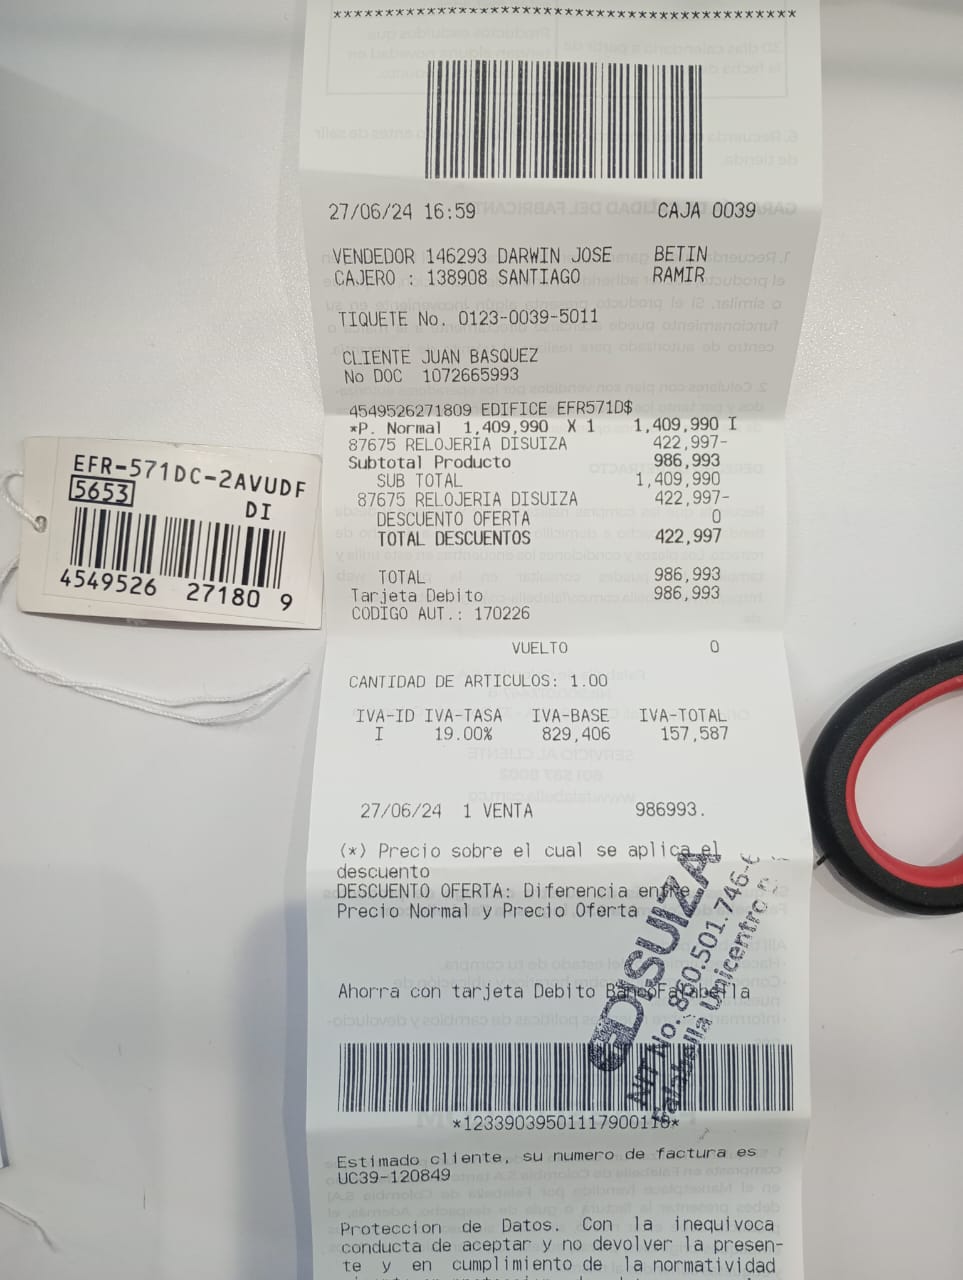 ******************************************
27/06/24 16:59 CAJA 0039
VENDEDOR 146293 DARWIN JOSE BETIN
CAJERO : 138908 SANTIAGO RAMIR
TIQUETE No. 0123-0039-5011
CLIENTE JUAN BASQUEZ
No DOC 1072665993
4549526271809 EDIFICE EFR571D$
*P. Normal 1,409,990 X 1 1,409,990 I
87675 RELOJERIA DISUIZA 422,997-
Subtotal Producto 986,993
SUB TOTAL 1,409,990
87675 RELOJERIA DISUIZA 422,997-
DESCUENTO OFERTA 0
TOTAL DESCUENTOS 422,997
TOTAL 986,993
Tarjeta Debito 986,993
CODIGO AUT.: 170226
VUELTO 0
CANTIDAD DE ARTICULOS: 1.00
IVA-ID IVA-TASA IVA-BASE IVA-TOTAL
I 19.00% 829,406 157,587
27/06/24 1 VENTA 986993.
(*) Precio sobre el cual se aplica el
descuento
DESCUENTO OFERTA: Diferencia entre
Precio Normal y Precio Oferta
Ahorra con tarjeta Debito BancoFalabella
*12339039501117900116*
Estimado cliente, su numero de factura es
UC39-120849
Proteccion de Datos. Con la inequivoca
conducta de aceptar y no devolver la presen-
te y en cumplimiento de la normatividad
EFR-571DC-2AVUDF
5653 DI
4549526 27180 9
DISUIZA
NIT No. 860.501.746-
Falabella Unicentro